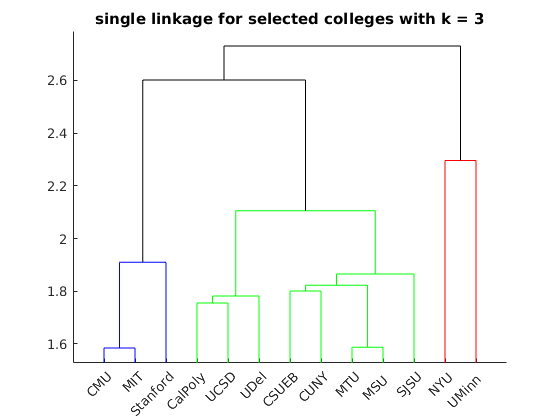 single linkage for selected colleges with k = 3
2.6
2.4
2.2
2
1.8
1.6
CMU
MIT
Stanford
CalPoly
UCSD
UDel
CSUEB
CUNY
MTU
MSU
SJSU
NYU
UMinn